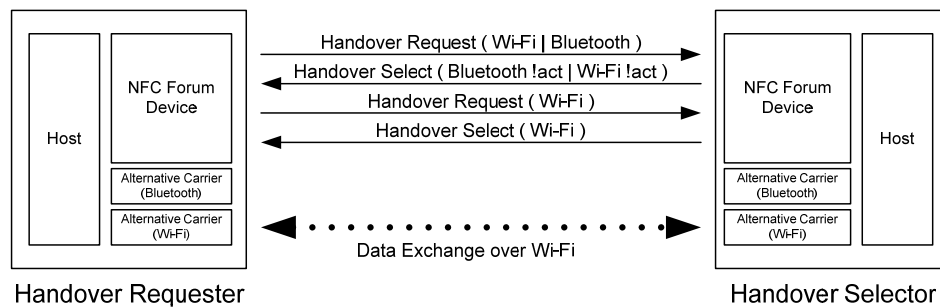 Handover Request ( Wi-Fi | Bluetooth )
Handover Select ( Bluetooth !act | Wi-Fi !act )
Handover Request ( Wi-Fi )
Handover Select ( Wi-Fi )
Host
NFC Forum
Device
Alternative Carrier
(Bluetooth)
Alternative Carrier
(Wi-Fi)
NFC Forum
Device
Host
Alternative Carrier
(Bluetooth)
Alternative Carrier
(Wi-Fi)
Data Exchange over Wi-Fi
Handover Requester
Handover Selector